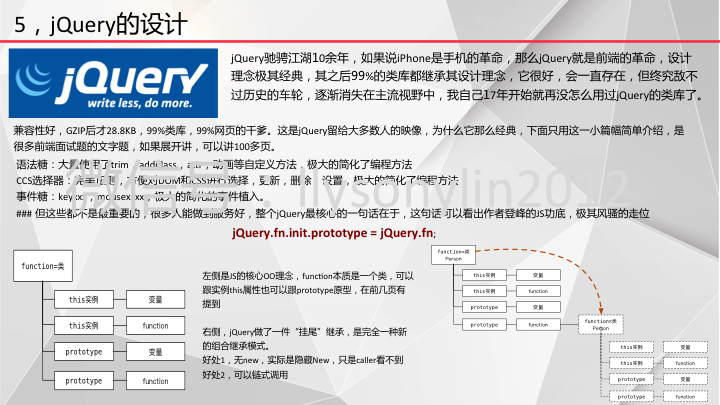 5，jQuery的设计
jQuery
write less, do more.
jQuery驰骋江湖10余年，如果说iPhone是手机的革命，那么jQuery就是前端的革命，设计
理念极其经典，其之后99%的类库都继承其设计理念，它很好，会一直存在，但终究敌不
过历史的车轮，逐渐消失在主流视野中，我自己17年开始就再没怎么用过jQuery的类库了。
兼容性好，GZIP后才28.8KB，99%类库，99%网页的干爹。这是jQuery留给大多数人的映像，为什么它那么经典，下面只用这一小篇幅简单介绍，是
很多前端面试题的文字题，如果展开讲，可以讲100多页。
语法糖：大量使用了trim，addClass，attr，动画等自定义方法，极大的简化了编程方法
CCS选择器：完美正则，方便对DOM和CSS进行选择，更新，删除，设置，极大的简化了编程方法
事件糖：keyxxx，mousexxx，极大的简化的事件植入。
### 但这些都不是最重要的，很多人能做到服务好，整个jQuery最核心的一句话在于，这句话可以看出作者登峰的JS功底，极其风骚的走位
jQuery.fn.init.prototype = jQuery.fn;
function=类
this实例
变量
this实例
function
prototype
变量
prototype
function
左侧是JS的核心OO理念，function本质是一个类，可以
跟实例this属性也可以跟prototype原型，在前几页有
提到
右侧，jQuery做了一件“挂尾”继承，是完全一种新
的组合继承模式。
好处1，无new，实际是隐藏New，只是caller看不到
好处2，可以链式调用
function=类
Person
this实例
变量
this实例
function
prototype
变量
prototype
function
function=类
Person
this实例
变量
this实例
function
prototype
变量
prototype
function